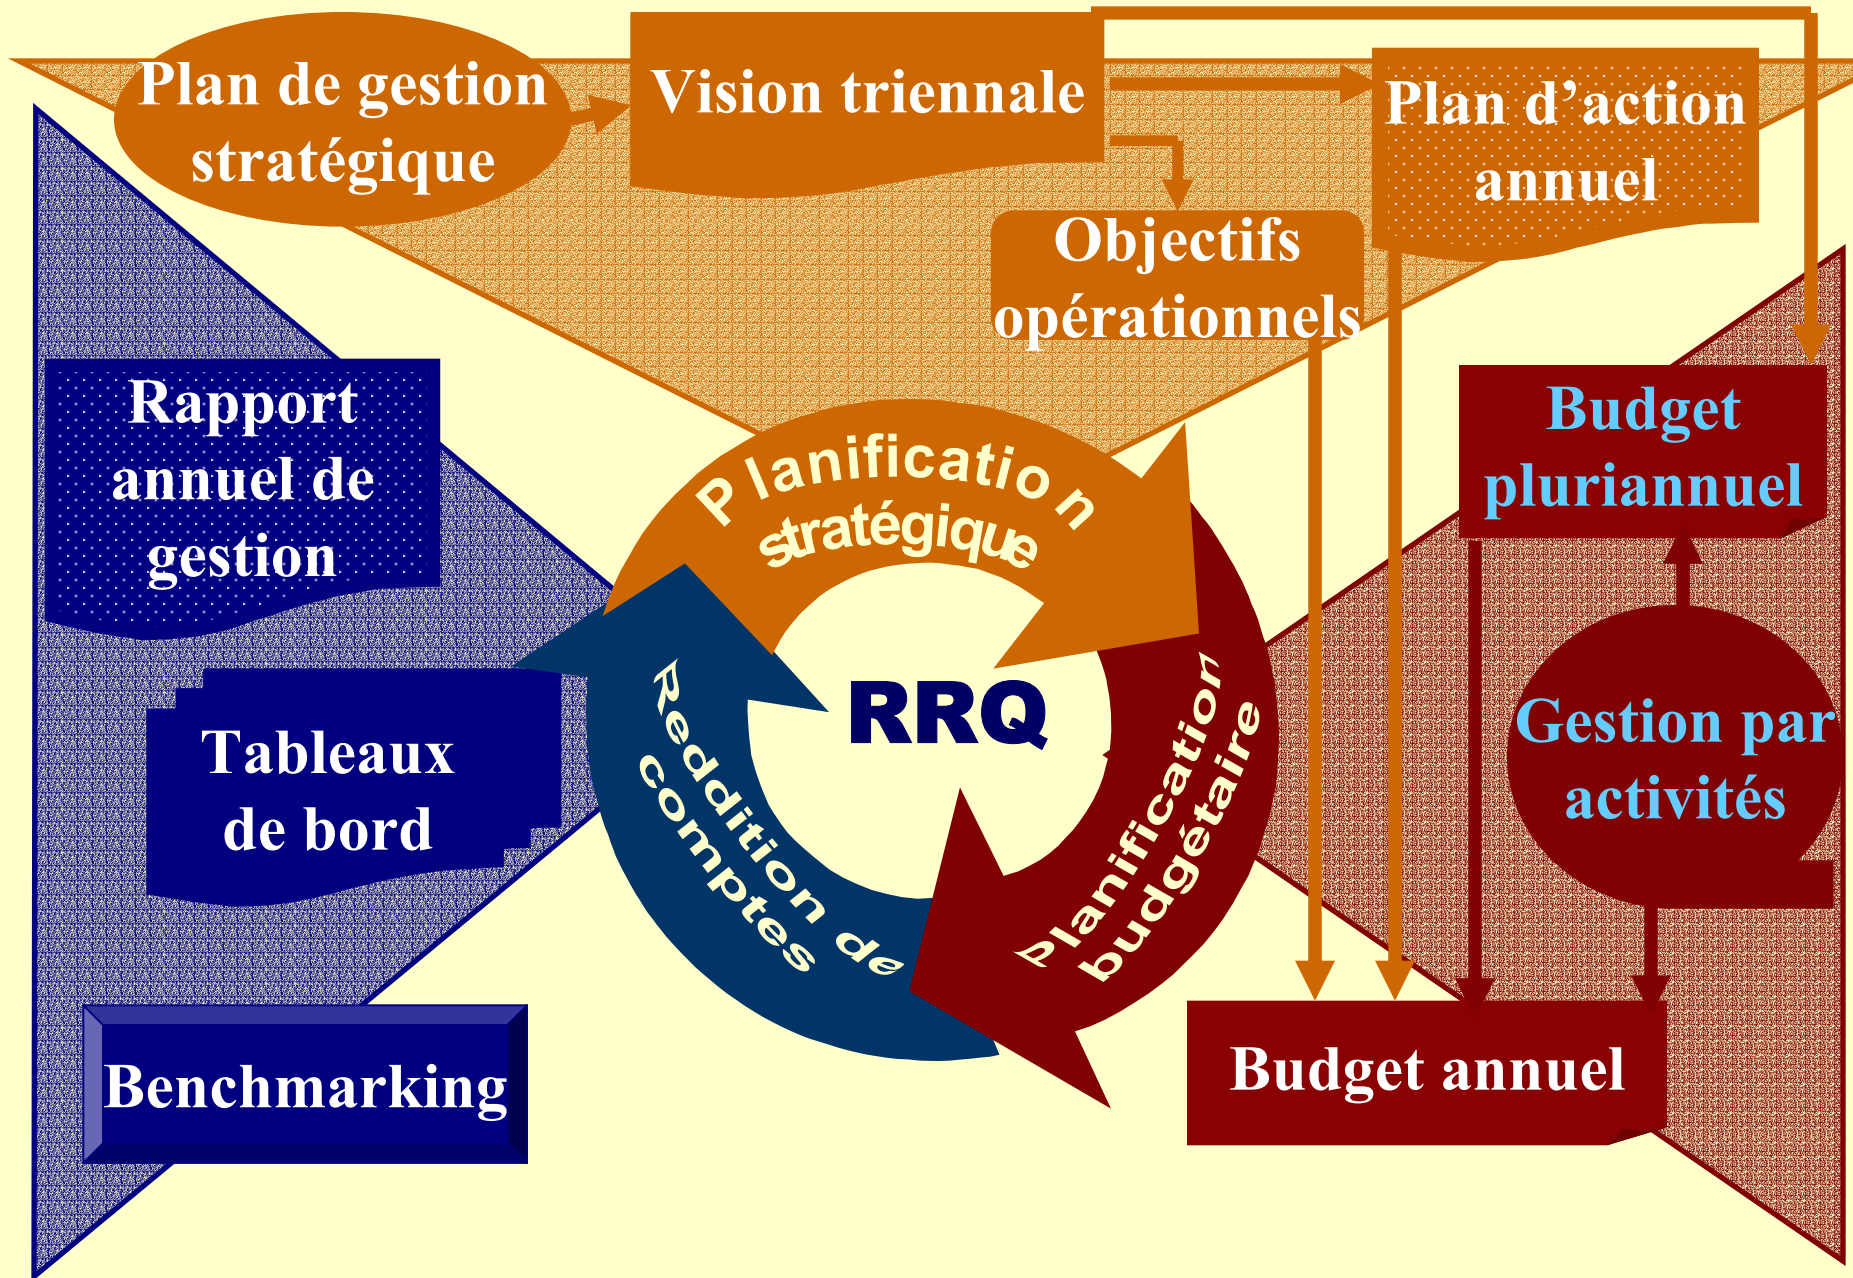 Plan de gestion
stratégique
Vision triennale
Plan d’action
annuel
Objectifs
opérationnels
Rapport
annuel de
gestion
Tableaux
de bord
Benchmarking
Planification
stratégique
RRQ
Reddition de
comptes
Planification
budgétaire
Budget
pluriannuel
Gestion par
activités
Budget annuel